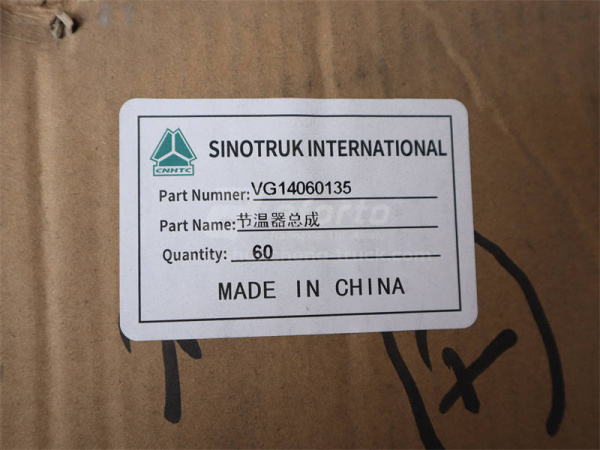 CNHTC
SINOTRUK INTERNATIONAL
Part Numner: VG14060135
Part Name: 节温器总成
Quantity: 60
MADE IN CHINA